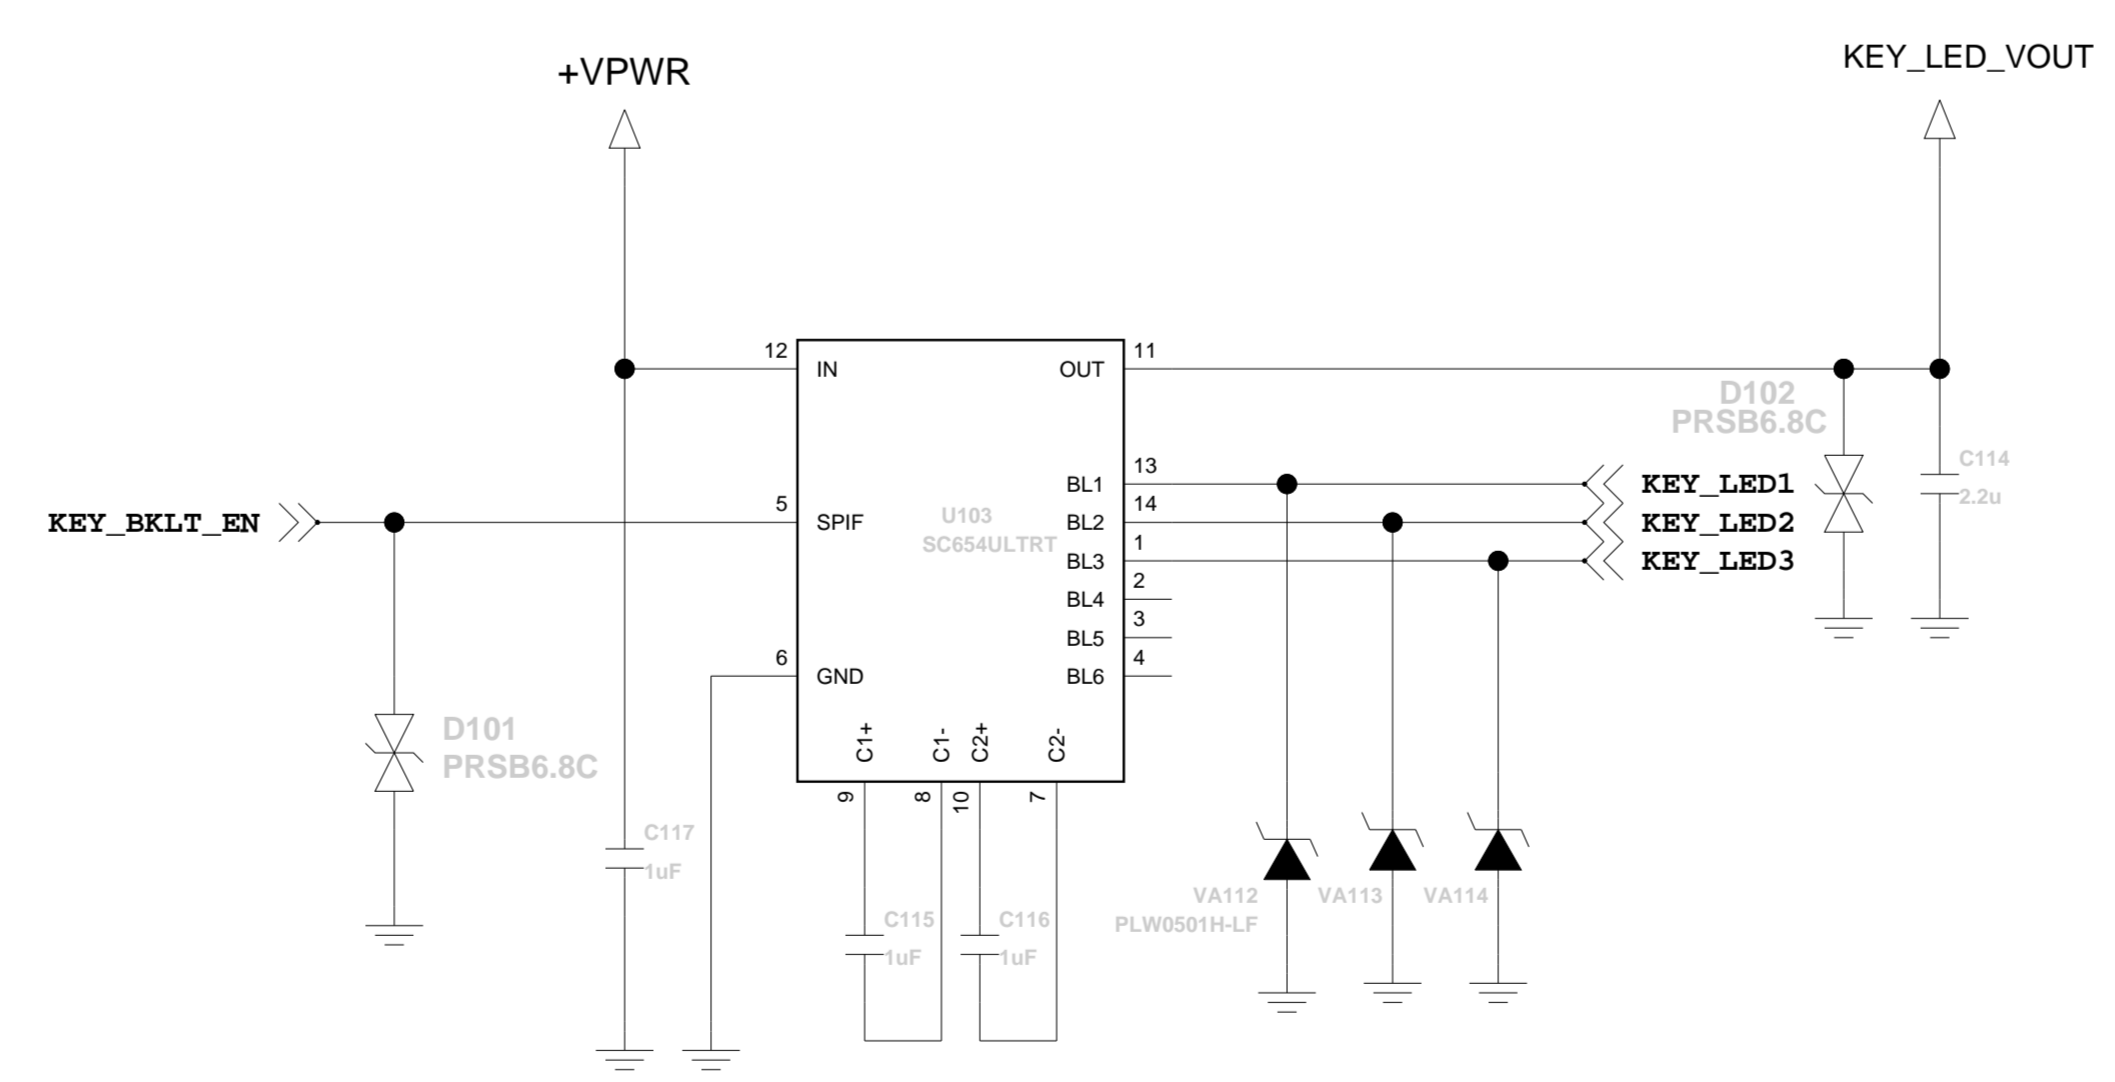 +VPWR
KEY_LED_VOUT
12
IN
OUT
11
D102
PRSB6.8C
C114
2.2u
13
BL1
KEY_LED1
14
BL2
KEY_LED2
1
BL3
KEY_LED3
KEY_BKLT_EN
5
SPIF
U103
SC654ULTRT
2
BL4
3
BL5
4
BL6
6
GND
C1+
C1-
C2+
C2-
9
8
10
7
D101
PRSB6.8C
C117
1uF
C115
1uF
C116
1uF
VA112
PLW0501H-LF
VA113
VA114